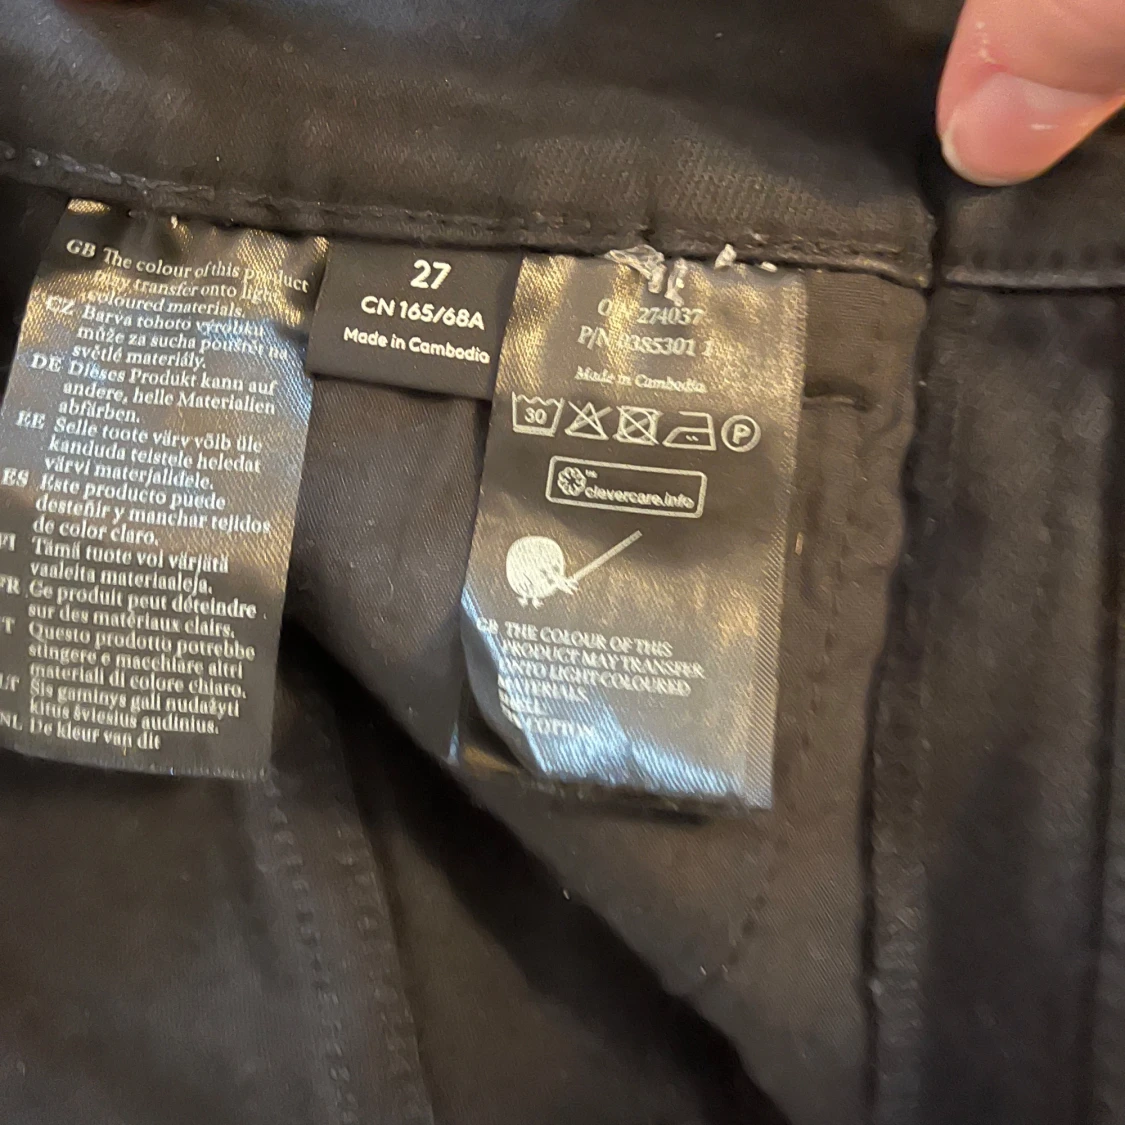 GB The colour of this Product
may transfer onto light
coloured materials.
CZ Barva tohoto výrobku
může za sucha pouštět na
světlé materiály.
DE Dieses Produkt kann auf
andere, helle Materialien
abfärben.
EE Selle toote värv võib üle
kanduda teistele heledat
värvi materjalidele.
ES Este producto puede
desteñir y manchar tejidos
de color claro.
FI Tämä tuote voi värjätä
vaaleita materiaaleja.
FR Ce produit peut déteindre
sur des matériaux clairs.
IT Questo prodotto potrebbe
stingere e macchiare altri
materiali di colore chiaro.
LT Šis gaminys gali nudažyti
kitus šviesius audinius.
NL De kleur van dit
27
CN 165/68A
Made in Cambodia
O/N 274037
P/N 0385301 1
Made in Cambodia
30
P
clevercare.info
GB THE COLOUR OF THIS
PRODUCT MAY TRANSFER
ONTO LIGHT COLOURED
MATERIALS
COTTON